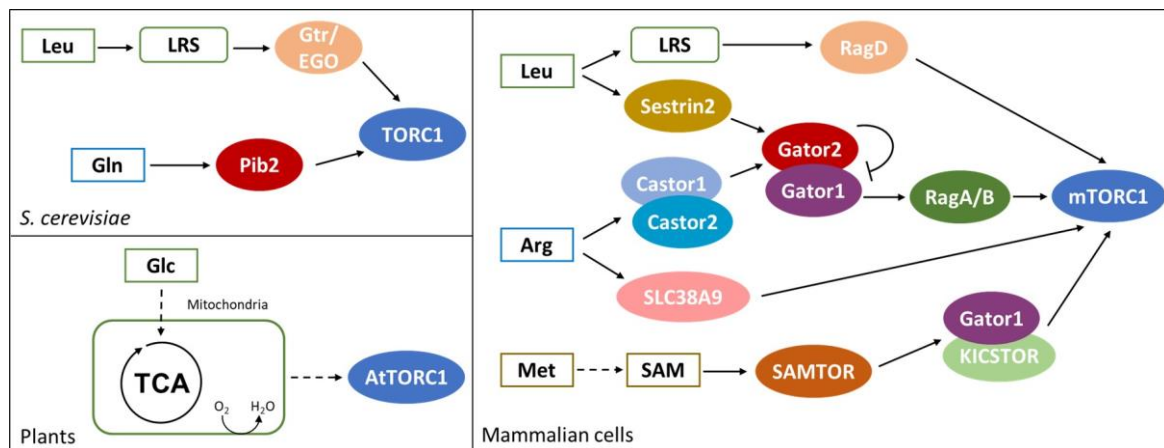 Leu
LRS
Gtr/
EGO
TORC1
Gln
Pib2
S. cerevisiae
Glc
Mitochondria
TCA
O2
H2O
AtTORC1
Plants
Leu
LRS
RagD
Sestrin2
Gator2
Gator1
Castor1
Castor2
RagA/B
mTORC1
Arg
SLC38A9
Gator1
KICSTOR
Met
SAM
SAMTOR
Mammalian cells